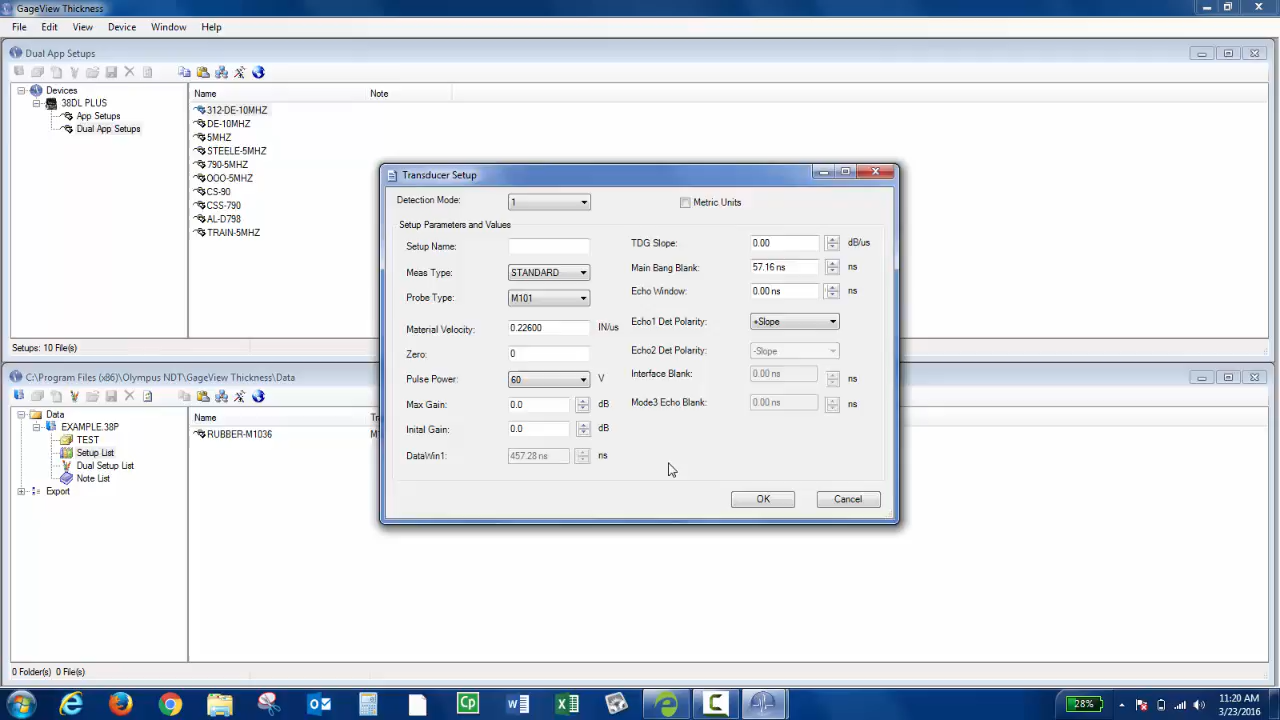 GageView Thickness
File Edit View Device Window Help
Dual App Setups
Devices
38DL PLUS
App Setups
Dual App Setups
Name Note
312-DE-10MHZ
DE-10MHZ
5MHZ
STEELE-5MHZ
790-5MHZ
OOO-5MHZ
CS-90
CSS-790
AL-D798
TRAIN-5MHZ
Setups: 10 File(s)
Transducer Setup
Detection Mode: 1 Metric Units
Setup Parameters and Values
Setup Name:
Meas Type: STANDARD
Probe Type: M101
Material Velocity: 0.22600 IN/us
Zero: 0
Pulse Power: 60 V
Max Gain: 0.0 dB
Inital Gain: 0.0 dB
DataWin1: 457.28 ns ns
TDG Slope: 0.00 dB/us
Main Bang Blank: 57.16 ns ns
Echo Window: 0.00 ns ns
Echo1 Det Polarity: +Slope
Echo2 Det Polarity: -Slope
Interface Blank: 0.00 ns ns
Mode3 Echo Blank: 0.00 ns ns
OK Cancel
C:\Program Files (x86)\Olympus NDT\GageView Thickness\Data
Data
EXAMPLE.38P
TEST
Setup List
Dual Setup List
Note List
Export
Name
RUBBER-M1036
0 Folder(s) 0 File(s)
28%
11:20 AM
3/23/2016